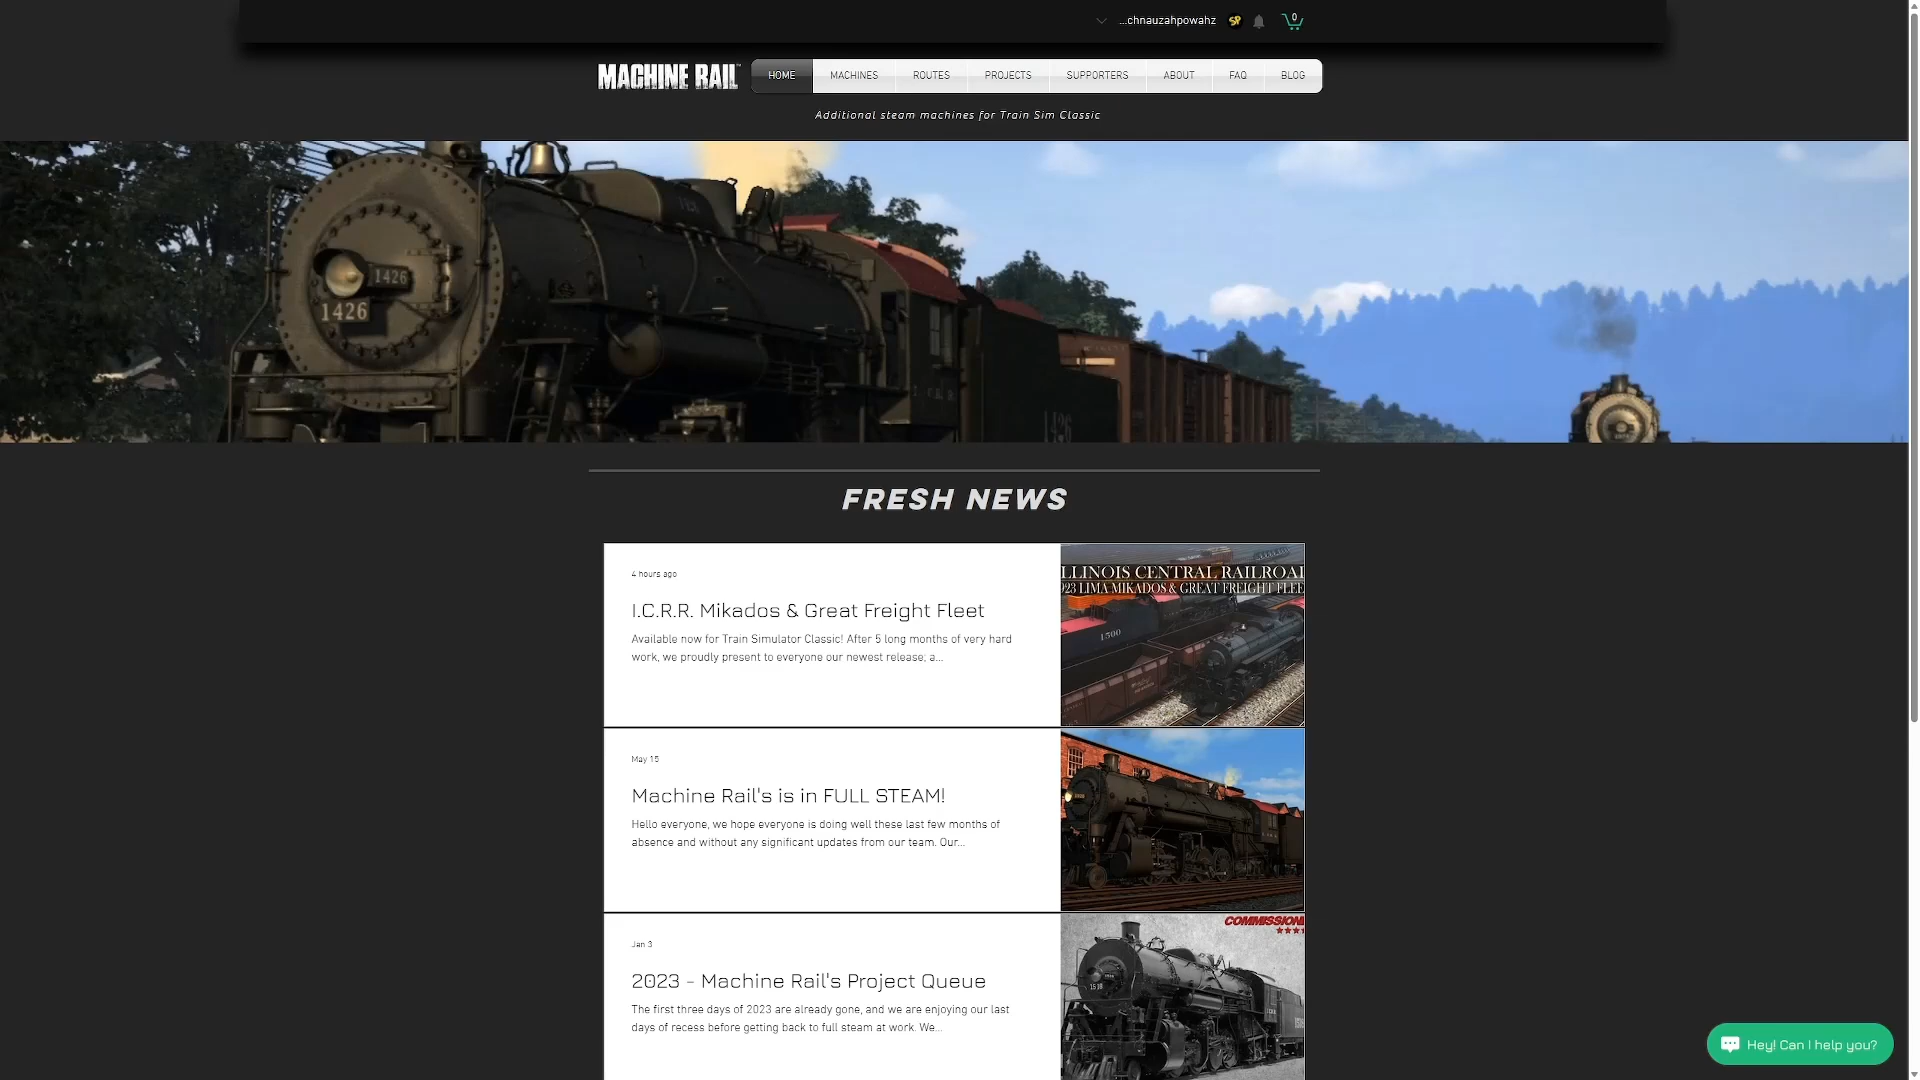 ...chnauzahpowahz SP 0
MACHINE RAIL HOME MACHINES ROUTES PROJECTS SUPPORTERS ABOUT FAQ BLOG
Additional steam machines for Train Sim Classic
1426
1426
1426
FRESH NEWS
4 hours ago
I.C.R.R. Mikados & Great Freight Fleet
Available now for Train Simulator Classic! After 5 long months of very hard
work, we proudly present to everyone our newest release; a...
LLINOIS CENTRAL RAILROA
923 LIMA MIKADOS & GREAT FREIGHT FLEE
1500
May 15
Machine Rail's is in FULL STEAM!
Hello everyone, we hope everyone is doing well these last few months of
absence and without any significant updates from our team. Our...
Jan 3
2023 - Machine Rail's Project Queue
The first three days of 2023 are already gone, and we are enjoying our last
days of recess before getting back to full steam at work. We...
COMMISSION
Hey! Can I help you?